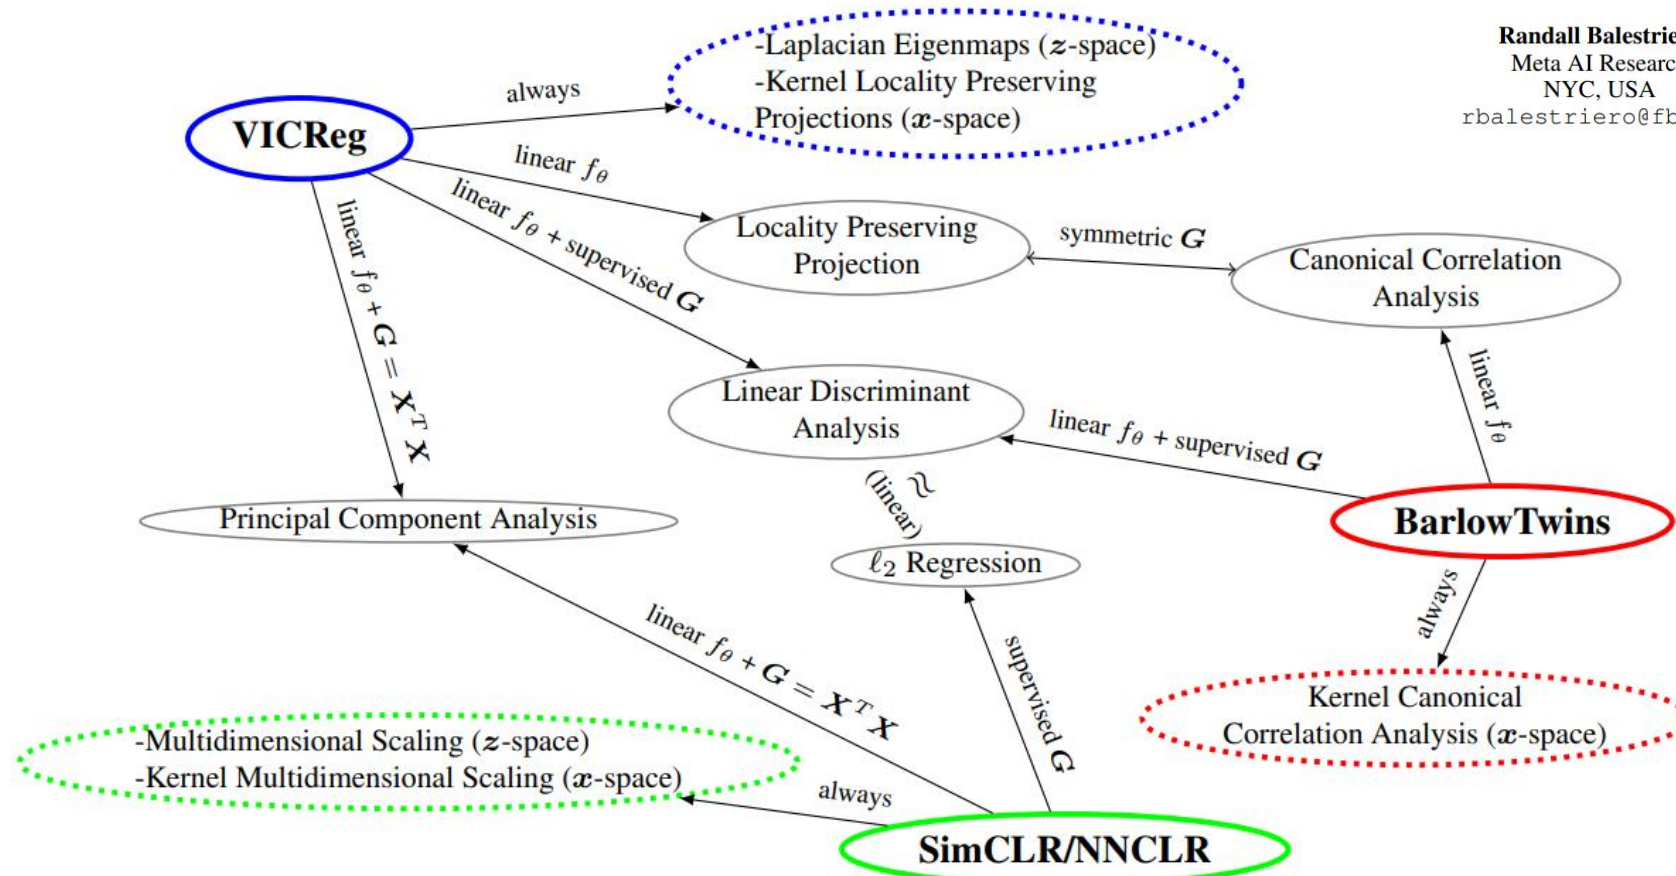 -Laplacian Eigenmaps (z-space)
-Kernel Locality Preserving
Projections (x-space)
Randall Balestrie
Meta AI Researc
NYC, USA
rbalestriero@fb
always
VICReg
linear fθ
linear fθ + supervised G
linear fθ + G = X^T X
Locality Preserving
Projection
symmetric G
Canonical Correlation
Analysis
linear fθ
Linear Discriminant
Analysis
linear fθ + supervised G
≈
(linear)
Principal Component Analysis
BarlowTwins
ℓ2 Regression
always
linear fθ + G = X^T X
supervised G
Kernel Canonical
Correlation Analysis (x-space)
-Multidimensional Scaling (z-space)
-Kernel Multidimensional Scaling (x-space)
always
SimCLR/NNCLR